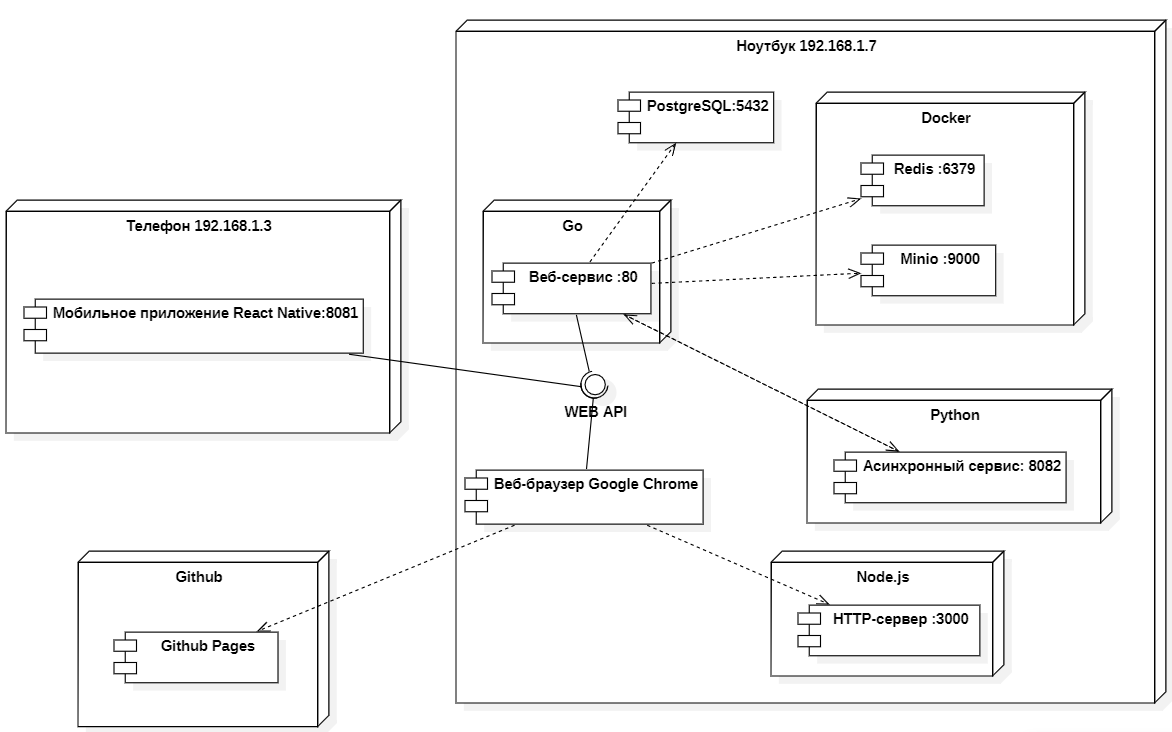 Ноутбук 192.168.1.7
PostgreSQL:5432
Docker
Redis :6379
Minio :9000
Телефон 192.168.1.3
Мобильное приложение React Native:8081
Go
Веб-сервис :80
WEB API
Python
Асинхронный сервис: 8082
Веб-браузер Google Chrome
Github
Github Pages
Node.js
HTTP-сервер :3000